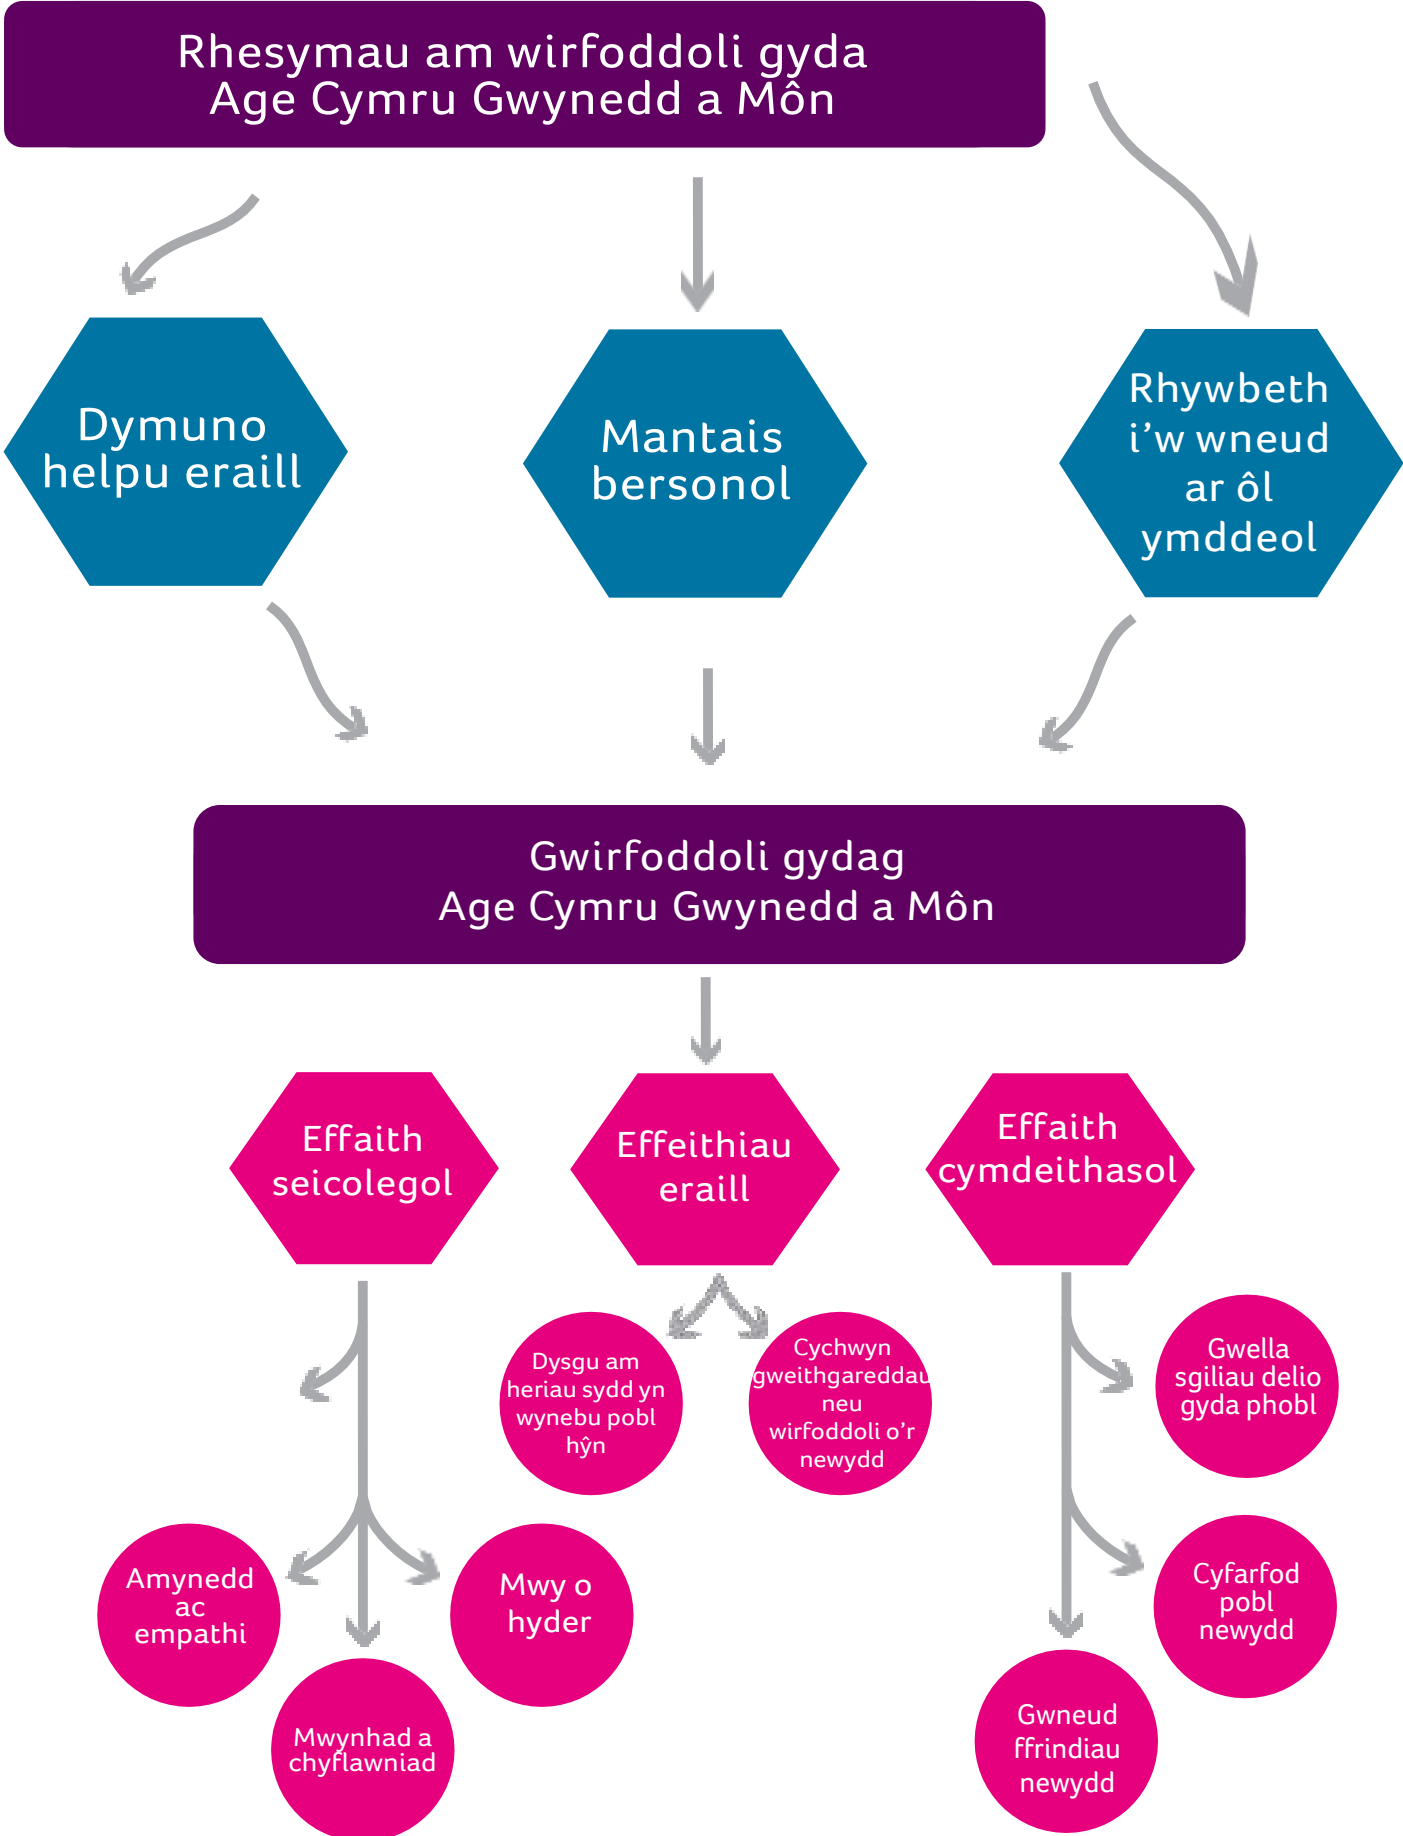 Rhesymau am wirfoddoli gyda
Age Cymru Gwynedd a Môn
Dymuno
helpu eraill
Mantais
bersonol
Rhywbeth
i'w wneud
ar ôl
ymddeol
Gwirfoddoli gydag
Age Cymru Gwynedd a Môn
Effaith
seicolegol
Effeithiau
eraill
Effaith
cymdeithasol
Dysgu am
heriau sydd yn
wynebu pobl
hŷn
Cychwyn
gweithgareddau
neu
wirfoddoli o'r
newydd
Gwella
sgiliau delio
gyda phobl
Amynedd
ac
empathi
Mwy o
hyder
Cyfarfod
pobl
newydd
Mwynhad a
chyflawniad
Gwneud
ffrindiau
newydd